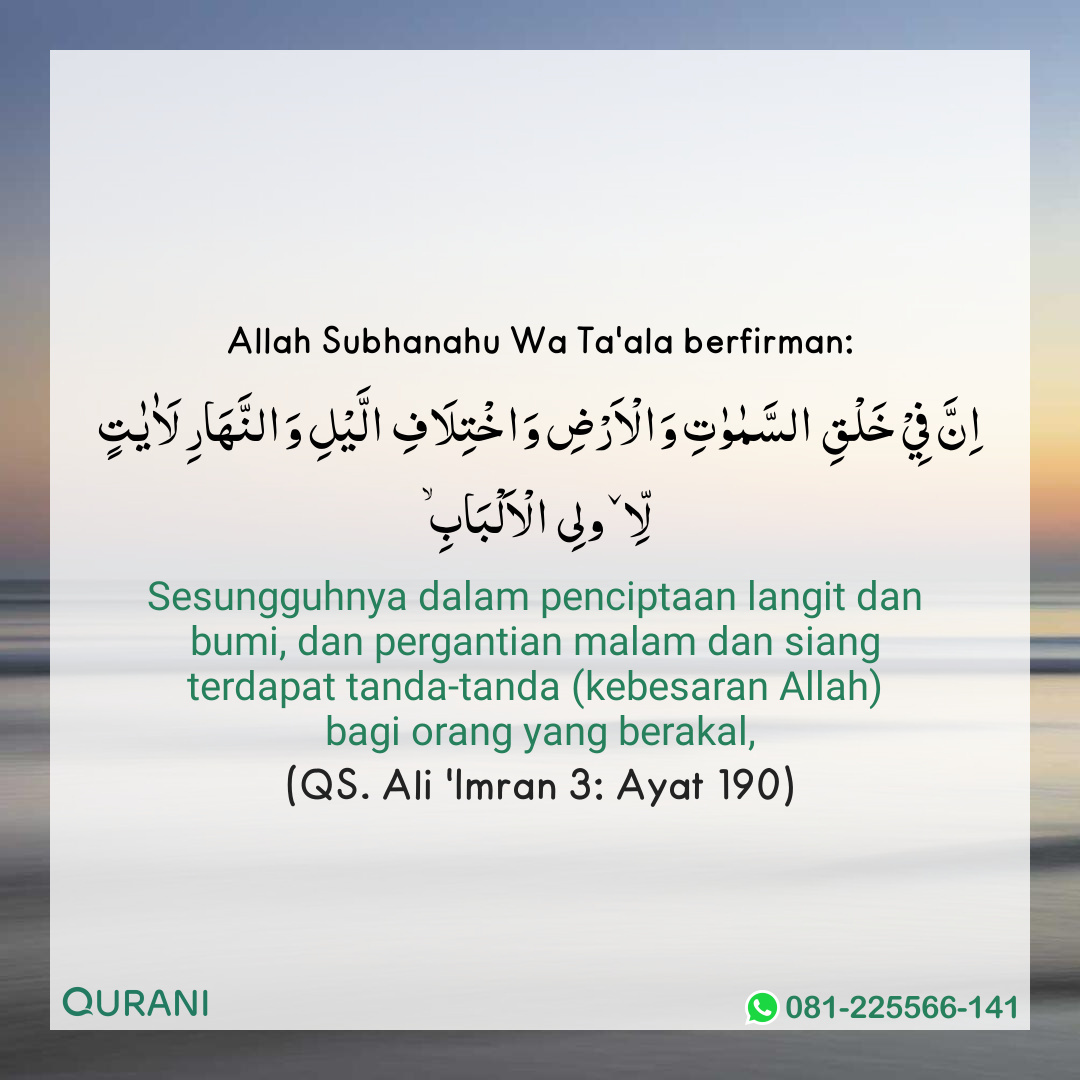 Allah Subhanahu Wa Ta'ala berfirman:
اِنَّ فِيْ خَلْقِ السَّمٰوٰتِ وَالْاَرْضِ وَاخْتِلَافِ الَّيْلِ وَالنَّهَارِ لَاٰيٰتٍ
لِّاُولِى الْاَلْبَابِۙ
Sesungguhnya dalam penciptaan langit dan
bumi, dan pergantian malam dan siang
terdapat tanda-tanda (kebesaran Allah)
bagi orang yang berakal,
(QS. Ali 'Imran 3: Ayat 190)
QURANI
081-225566-141